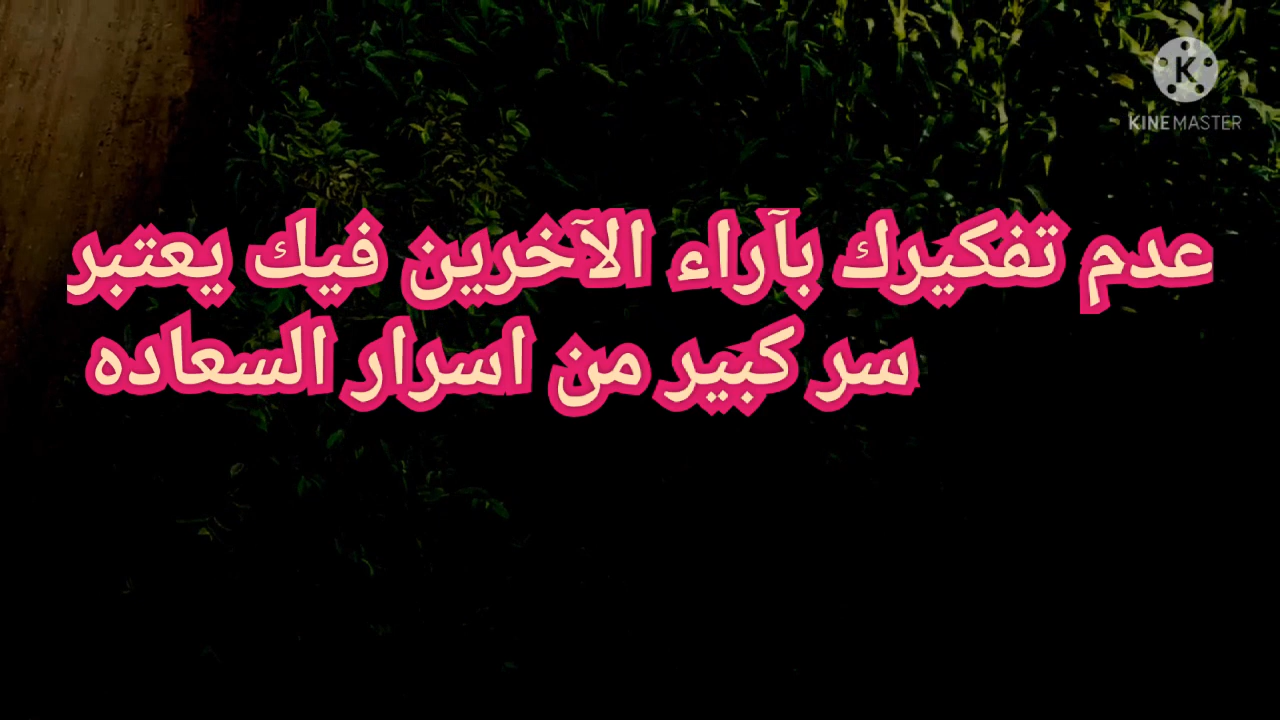 KINEMASTER
عدم تفكيرك بآراء الآخرين فيك يعتبر
سر كبير من اسرار السعاده